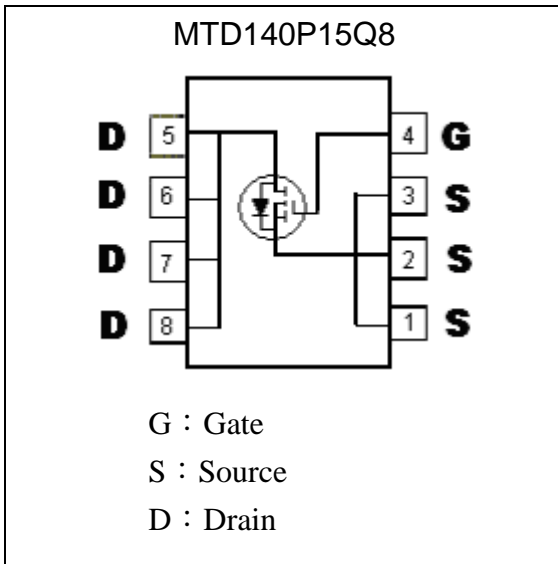 MTD140P15Q8
D 5 4 G
D 6 3 S
D 7 2 S
D 8 1 S
G：Gate
S：Source
D：Drain